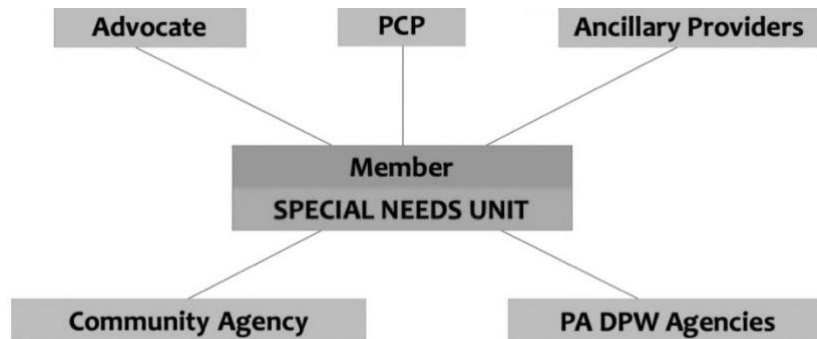 Advocate
PCP
Ancillary Providers
Member
SPECIAL NEEDS UNIT
Community Agency
PA DPW Agencies